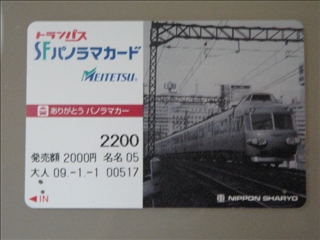 トランパス
SFパノラマカード
MEITETSU
ありがとう パノラマカー
2200
発売額 2000円 名名 05
大人 09.-1.-1 00517
IN
NIPPON SHARYO